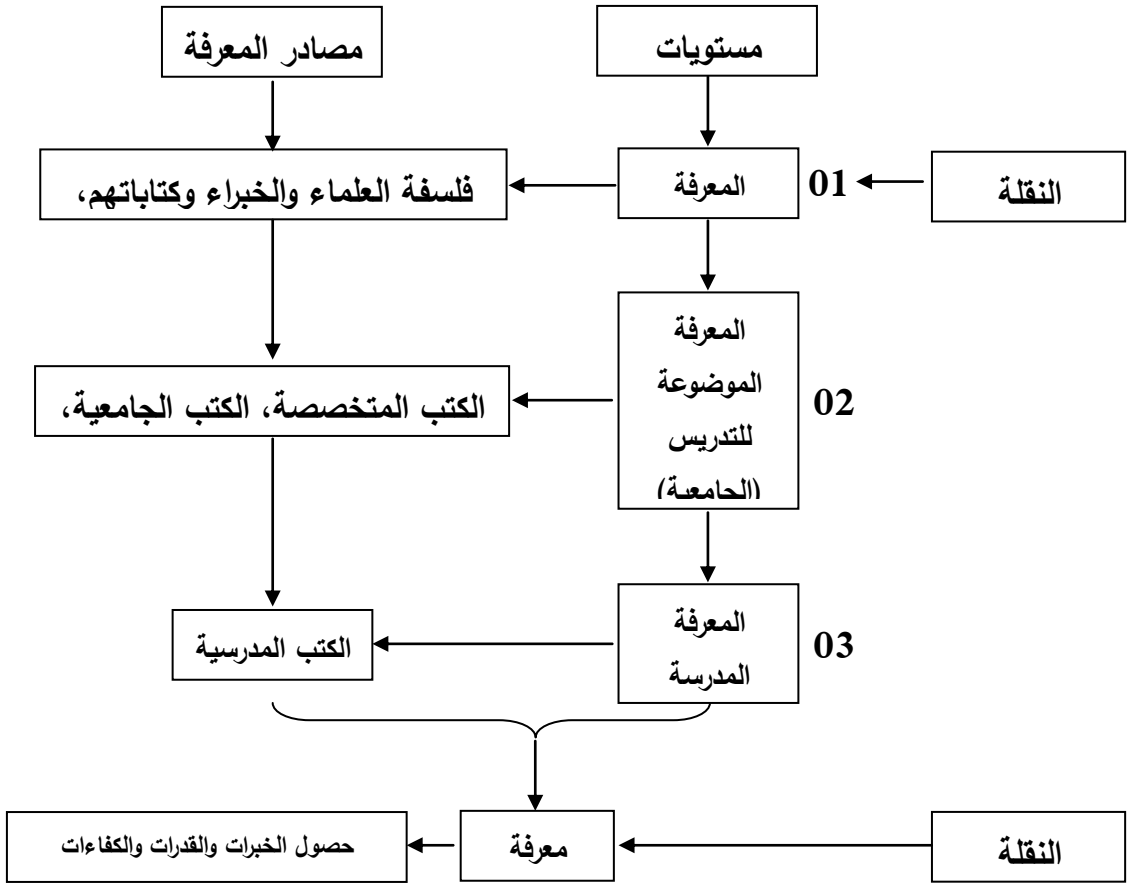 مستويات
مصادر المعرفة
النقلة
01
المعرفة
فلسفة العلماء والخبراء وكتاباتهم،
02
المعرفة
الموضوعة
للتدريس
(الجامعية)
الكتب المتخصصة، الكتب الجامعية،
03
المعرفة
المدرسة
الكتب المدرسية
النقلة
معرفة
حصول الخبرات والقدرات والكفاءات